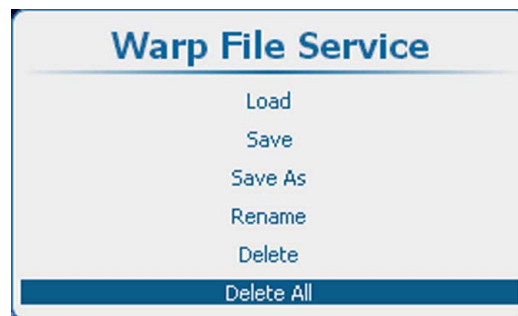 Warp File Service
Load
Save
Save As
Rename
Delete
Delete All